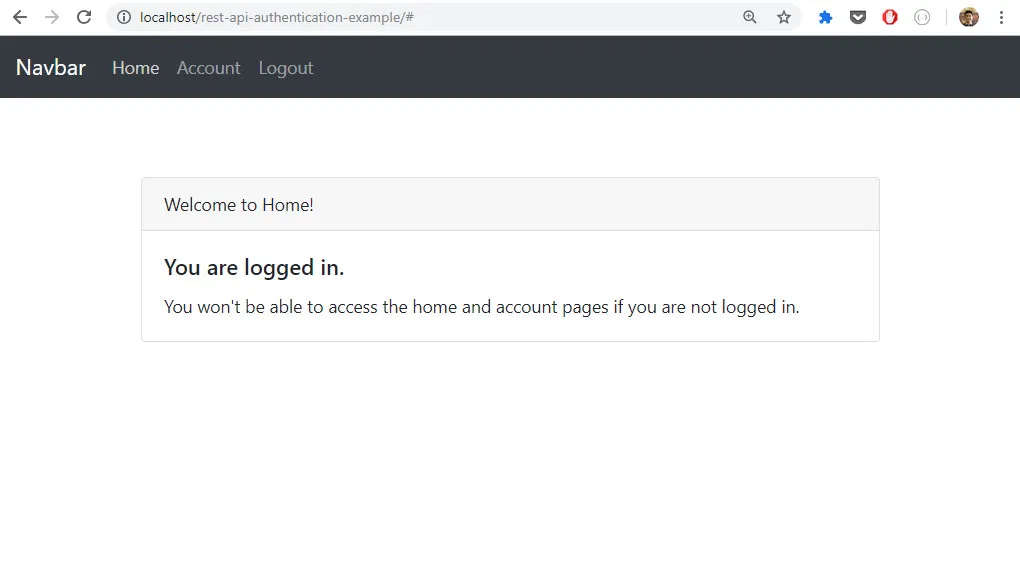 localhost/rest-api-authentication-example/#
Navbar Home Account Logout
Welcome to Home!
You are logged in.
You won't be able to access the home and account pages if you are not logged in.